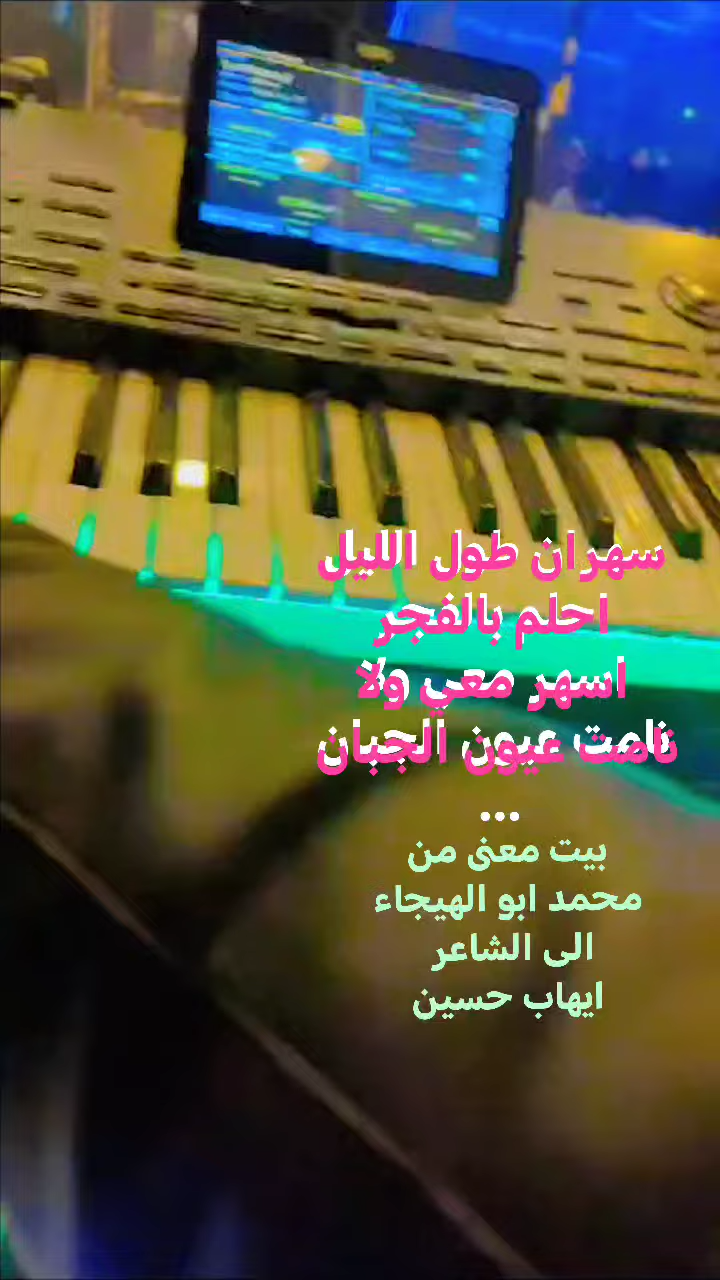 سهران طول الليل
احلم بالفجر
اسهر معي ولا
نامت عيون الجبان
...
بيت معنى من
محمد ابو الهيجاء
الى الشاعر
ايهاب حسين